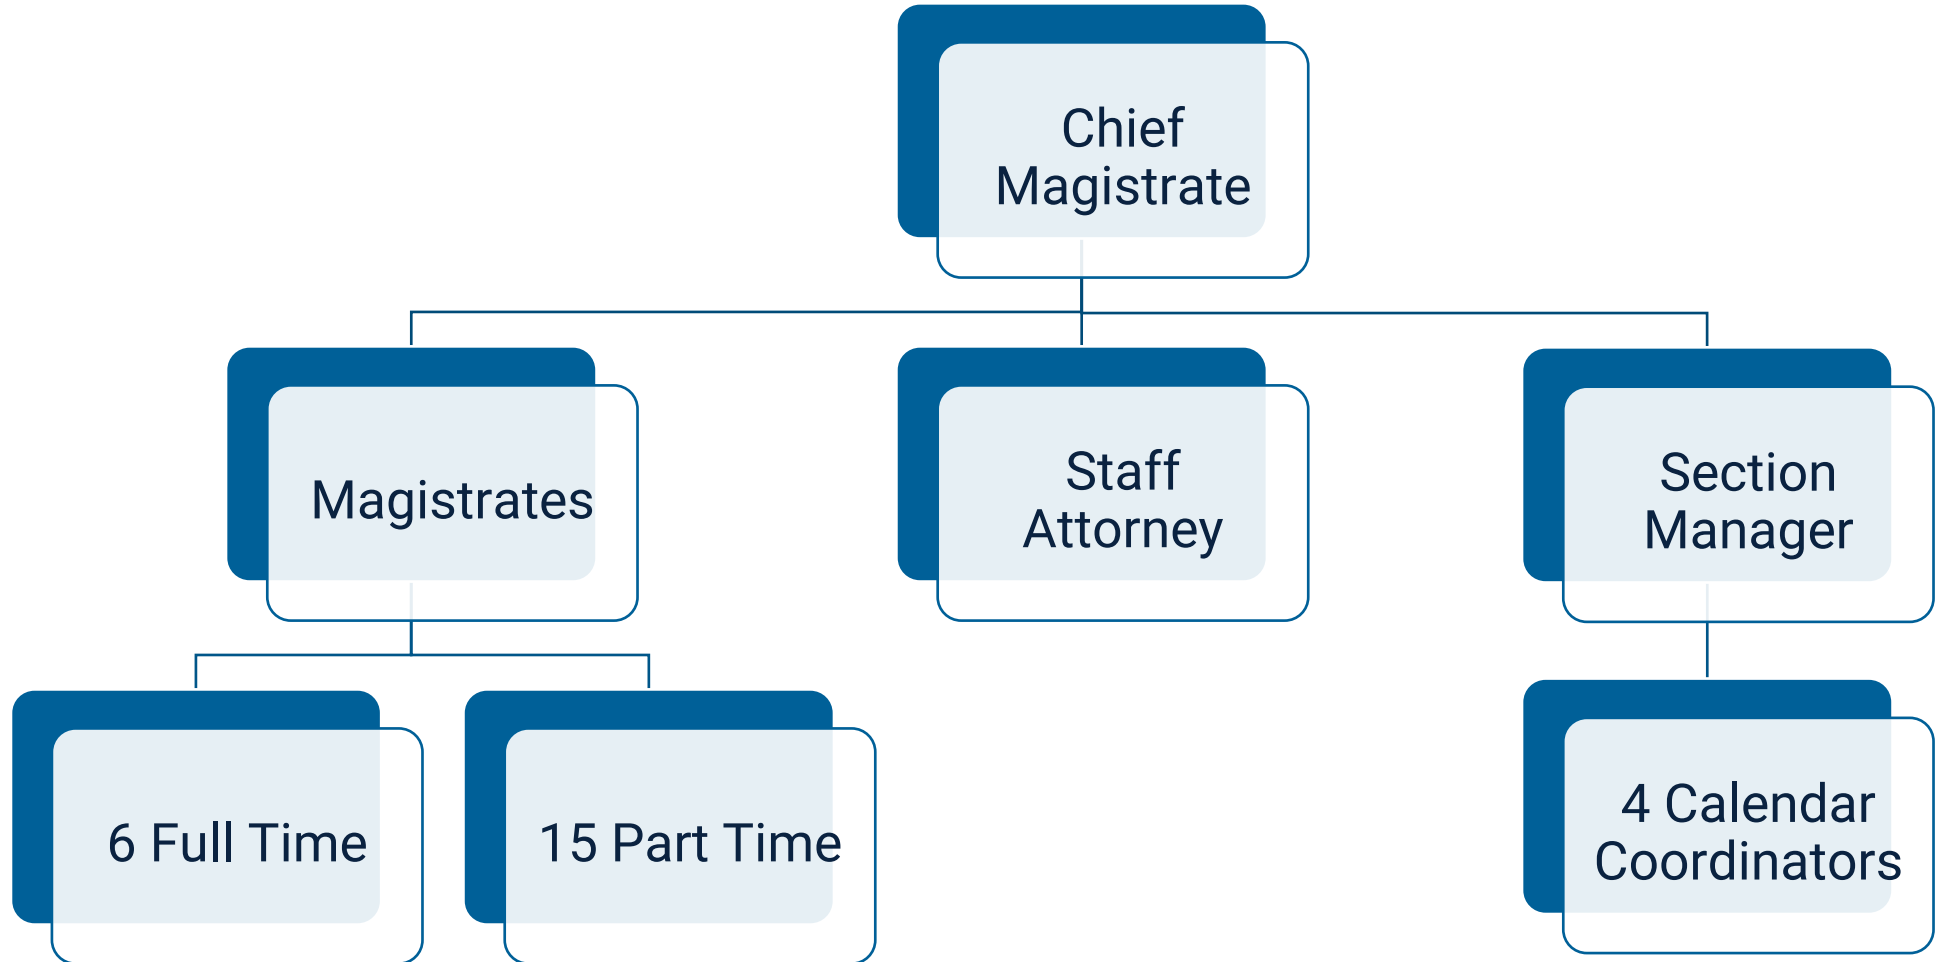 Chief
Magistrate
Magistrates
Staff
Attorney
Section
Manager
6 Full Time
15 Part Time
4 Calendar
Coordinators